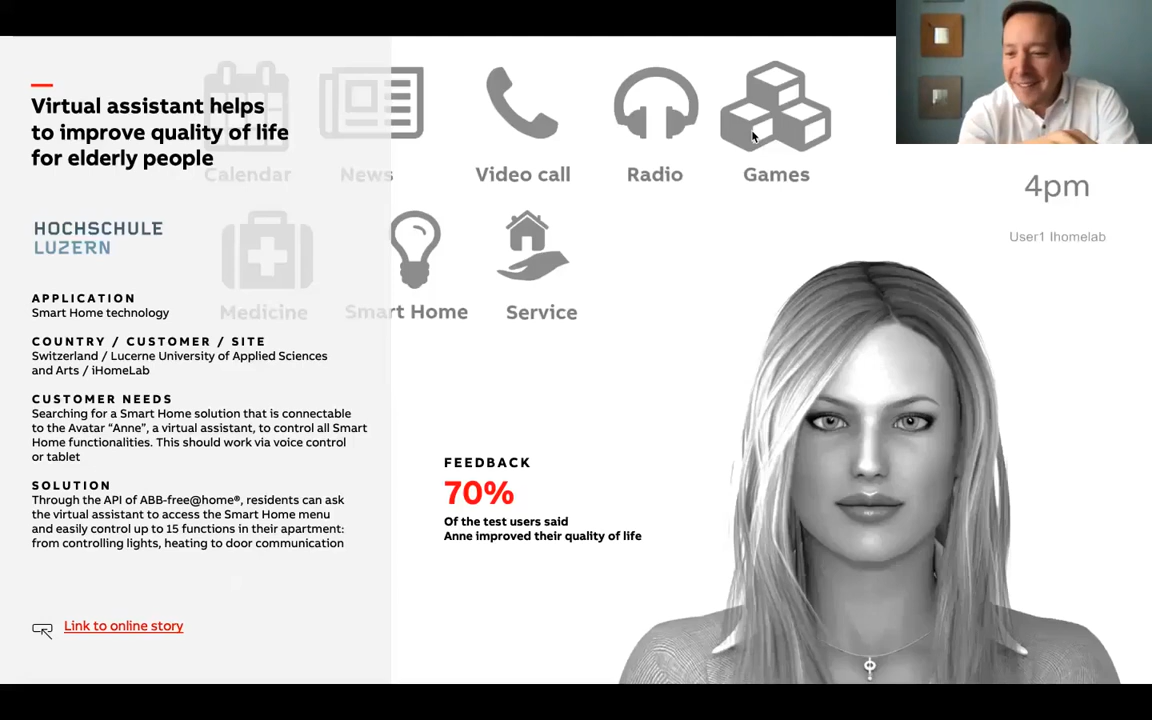 Virtual assistant helps
to improve quality of life
for elderly people
HOCHSCHULE
LUZERN
APPLICATION
Smart Home technology
COUNTRY / CUSTOMER / SITE
Switzerland / Lucerne University of Applied Sciences
and Arts / iHomeLab
CUSTOMER NEEDS
Searching for a Smart Home solution that is connectable
to the Avatar “Anne”, a virtual assistant, to control all Smart
Home functionalities. This should work via voice control
or tablet
SOLUTION
Through the API of ABB-free@home®, residents can ask
the virtual assistant to access the Smart Home menu
and easily control up to 15 functions in their apartment:
from controlling lights, heating to door communication
Link to online story
Calendar
News
Video call
Radio
Games
Medicine
Smart Home
Service
4pm
User1 Ihomelab
FEEDBACK
70%
Of the test users said
Anne improved their quality of life